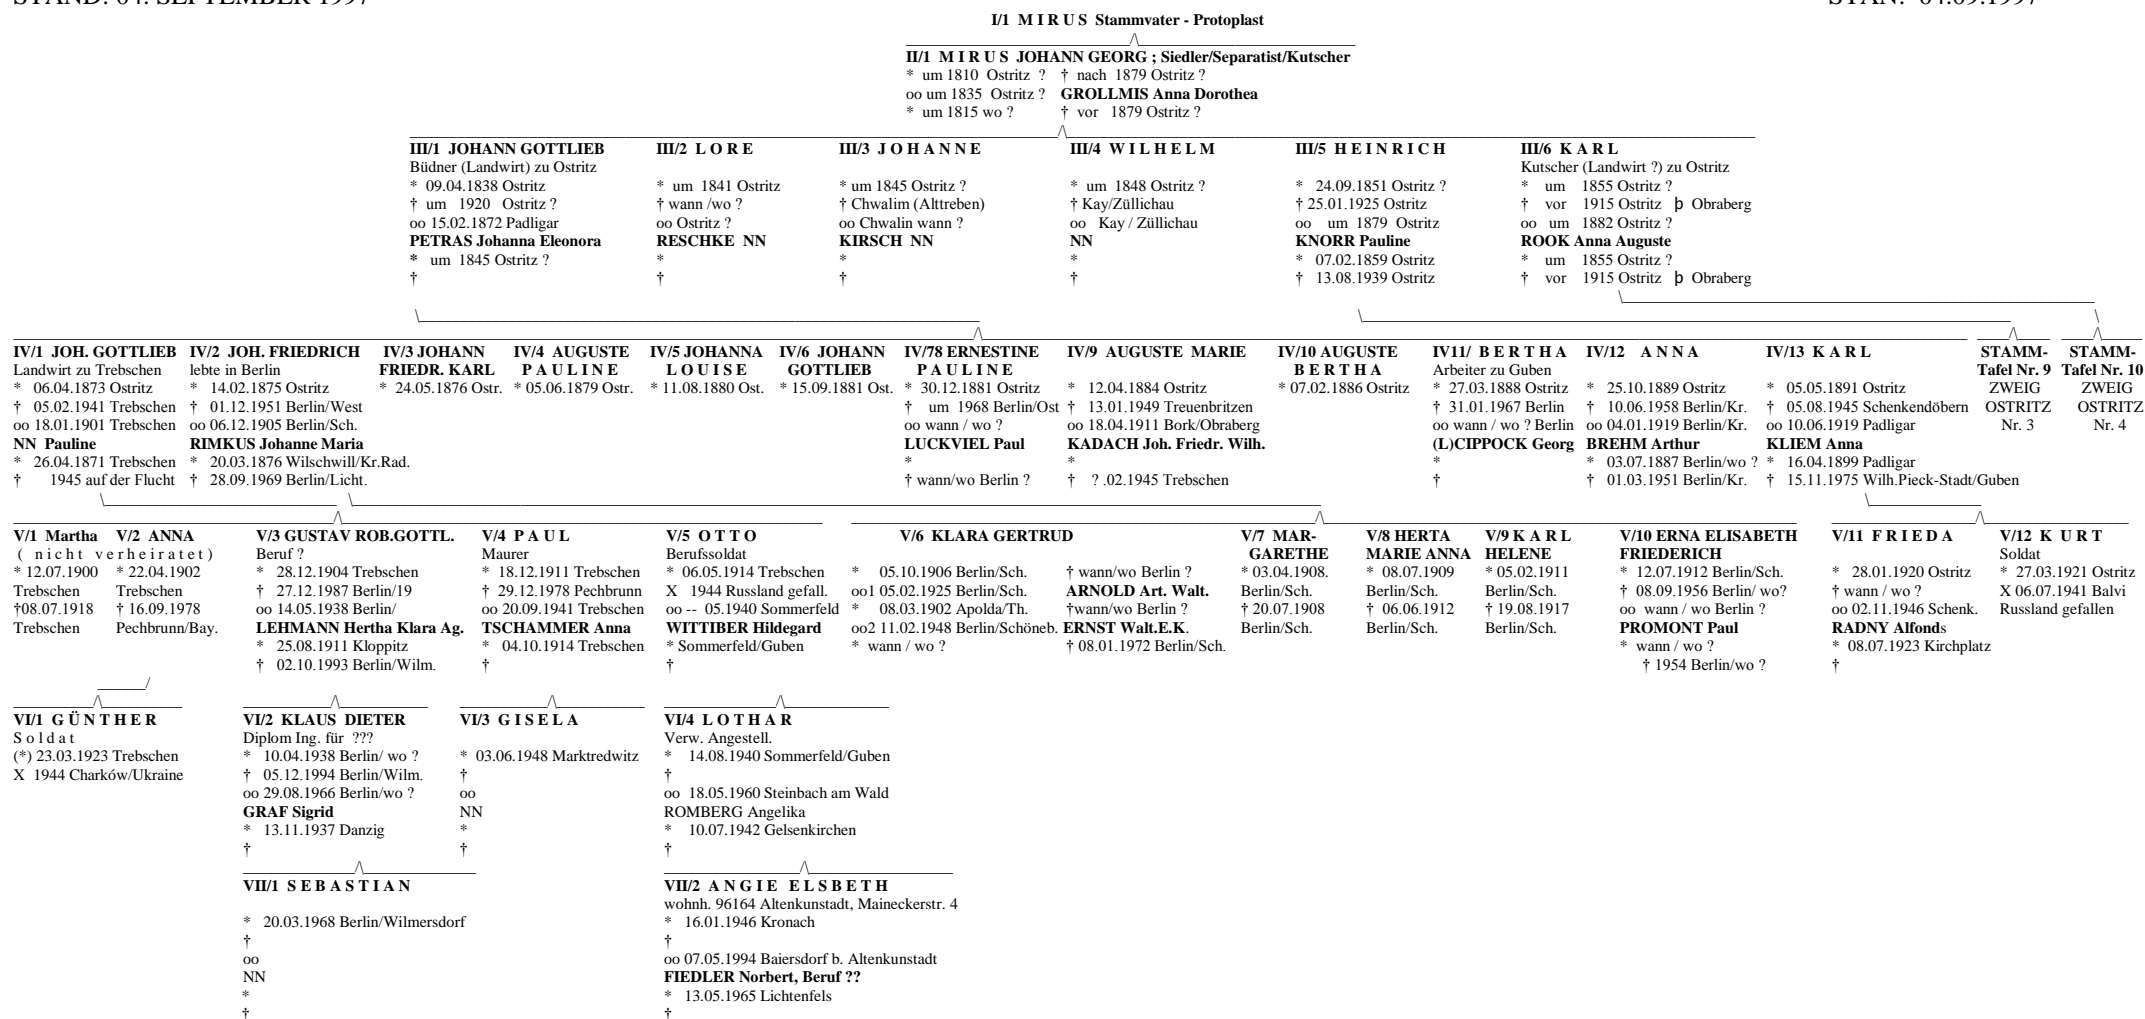 STAND: 04. SEPTEMBER 1997
STAN: 04.09.1997
I/1 M I R U S Stammvater - Protoplast
II/1 M I R U S JOHANN GEORG ; Siedler/Separatist/Kutscher
* um 1810 Ostritz ? † nach 1879 Ostritz ?
oo um 1835 Ostritz ? GROLLMIS Anna Dorothea
* um 1815 wo ? † vor 1879 Ostritz ?
III/1 JOHANN GOTTLIEB
Büdner (Landwirt) zu Ostritz
* 09.04.1838 Ostritz
† um 1920 Ostritz ?
oo 15.02.1872 Padligar
PETRAS Johanna Eleonora
* um 1845 Ostritz ?
†
III/2 L O R E
* um 1841 Ostritz
† wann /wo ?
oo Ostritz ?
RESCHKE NN
*
†
III/3 J O H A N N E
* um 1845 Ostritz ?
† Chwalim (Alttreben)
oo Chwalin wann ?
KIRSCH NN
*
†
III/4 W I L H E L M
* um 1848 Ostritz ?
† Kay/Züllichau
oo Kay / Züllichau
NN
*
†
III/5 H E I N R I C H
* 24.09.1851 Ostritz ?
† 25.01.1925 Ostritz
oo um 1879 Ostritz
KNORR Pauline
* 07.02.1859 Ostritz
† 13.08.1939 Ostritz
III/6 K A R L
Kutscher (Landwirt ?) zu Ostritz
* um 1855 Ostritz ?
† vor 1915 Ostritz þ Obraberg
oo um 1882 Ostritz ?
ROOK Anna Auguste
* um 1855 Ostritz ?
† vor 1915 Ostritz þ Obraberg
IV/1 JOH. GOTTLIEB
Landwirt zu Trebschen
* 06.04.1873 Ostritz
† 05.02.1941 Trebschen
oo 18.01.1901 Trebschen
NN Pauline
* 26.04.1871 Trebschen
† 1945 auf der Flucht
IV/2 JOH. FRIEDRICH
lebte in Berlin
* 14.02.1875 Ostritz
† 01.12.1951 Berlin/West
oo 06.12.1905 Berlin/Sch.
RIMKUS Johanne Maria
* 20.03.1876 Wilschwill/Kr.Rad.
† 28.09.1969 Berlin/Licht.
IV/3 JOHANN
FRIEDR. KARL
* 24.05.1876 Ostr.
IV/4 AUGUSTE
P A U L I N E
* 05.06.1879 Ostr.
IV/5 JOHANNA
L O U I S E
* 11.08.1880 Ost.
IV/6 JOHANN
GOTTLIEB
* 15.09.1881 Ost.
IV/78 ERNESTINE
P A U L I N E
* 30.12.1881 Ostritz
† um 1968 Berlin/Ost
oo wann / wo ?
LUCKVIEL Paul
*
† wann/wo Berlin ?
IV/9 AUGUSTE MARIE
* 12.04.1884 Ostritz
† 13.01.1949 Treuenbritzen
oo 18.04.1911 Bork/Obraberg
KADACH Joh. Friedr. Wilh.
*
† ? .02.1945 Trebschen
IV/10 AUGUSTE
B E R T H A
* 07.02.1886 Ostritz
IV11/ B E R T H A
Arbeiter zu Guben
* 27.03.1888 Ostritz
† 31.01.1967 Berlin
oo wann / wo ? Berlin
(L)CIPPOCK Georg
*
†
IV/12 A N N A
* 25.10.1889 Ostritz
† 10.06.1958 Berlin/Kr.
oo 04.01.1919 Berlin/Kr.
BREHM Arthur
* 03.07.1887 Berlin/wo ?
† 01.03.1951 Berlin/Kr.
IV/13 K A R L
* 05.05.1891 Ostritz
† 05.08.1945 Schenkendöbern
oo 10.06.1919 Padligar
KLIEM Anna
* 16.04.1899 Padligar
† 15.11.1975 Wilh.Pieck-Stadt/Guben
STAMM-
Tafel Nr. 9
ZWEIG
OSTRITZ
Nr. 3
STAMM-
Tafel Nr. 10
ZWEIG
OSTRITZ
Nr. 4
V/1 Martha V/2 ANNA
( n i c h t v e r h e i r a t e t )
* 12.07.1900 * 22.04.1902
Trebschen Trebschen
†08.07.1918 † 16.09.1978
Trebschen Pechbrunn/Bay.
V/3 GUSTAV ROB.GOTTL.
Beruf ?
* 28.12.1904 Trebschen
† 27.12.1987 Berlin/19
oo 14.05.1938 Berlin/
LEHMANN Hertha Klara Ag.
* 25.08.1911 Kloppitz
† 02.10.1993 Berlin/Wilm.
V/4 P A U L
Maurer
* 18.12.1911 Trebschen
† 29.12.1978 Pechbrunn
oo 20.09.1941 Trebschen
TSCHAMMER Anna
* 04.10.1914 Trebschen
†
V/5 O T T O
Berufssoldat
* 06.05.1914 Trebschen
X 1944 Russland gefall.
oo -- 05.1940 Sommerfeld
WITTIBER Hildegard
* Sommerfeld/Guben
†
V/6 KLARA GERTRUD
* 05.10.1906 Berlin/Sch. † wann/wo Berlin ?
oo1 05.02.1925 Berlin/Sch. ARNOLD Art. Walt.
* 08.03.1902 Apolda/Th. †wann/wo Berlin ?
oo2 11.02.1948 Berlin/Schöneb. ERNST Walt.E.K.
* wann / wo ? † 08.01.1972 Berlin/Sch.
V/7 MAR-
GARETHE
* 03.04.1908.
Berlin/Sch.
† 20.07.1908
Berlin/Sch.
V/8 HERTA
MARIE ANNA
* 08.07.1909
Berlin/Sch.
† 06.06.1912
Berlin/Sch.
V/9 K A R L
HELENE
* 05.02.1911
Berlin/Sch.
† 19.08.1917
Berlin/Sch.
V/10 ERNA ELISABETH
FRIEDERICH
* 12.07.1912 Berlin/Sch.
† 08.09.1956 Berlin/ wo?
oo wann / wo Berlin ?
PROMONT Paul
* wann / wo ?
† 1954 Berlin/wo ?
V/11 F R I E D A
* 28.01.1920 Ostritz
† wann / wo ?
oo 02.11.1946 Schenk.
RADNY Alfonds
* 08.07.1923 Kirchplatz
†
V/12 K U R T
Soldat
* 27.03.1921 Ostritz
X 06.07.1941 Balvi
Russland gefallen
VI/1 G Ü N T H E R
S o l d a t
(*) 23.03.1923 Trebschen
X 1944 Charków/Ukraine
VI/2 KLAUS DIETER
Diplom Ing. für ???
* 10.04.1938 Berlin/ wo ?
† 05.12.1994 Berlin/Wilm.
oo 29.08.1966 Berlin/wo ?
GRAF Sigrid
* 13.11.1937 Danzig
†
VI/3 G I S E L A
* 03.06.1948 Marktredwitz
†
oo
NN
*
†
VI/4 L O T H A R
Verw. Angestell.
* 14.08.1940 Sommerfeld/Guben
†
oo 18.05.1960 Steinbach am Wald
ROMBERG Angelika
* 10.07.1942 Gelsenkirchen
†
VII/1 S E B A S T I A N
* 20.03.1968 Berlin/Wilmersdorf
†
oo
NN
*
†
VII/2 A N G I E E L S B E T H
wohnh. 96164 Altenkunstadt, Maineckerstr. 4
* 16.01.1946 Kronach
†
oo 07.05.1994 Baiersdorf b. Altenkunstadt
FIEDLER Norbert, Beruf ??
* 13.05.1965 Lichtenfels
†